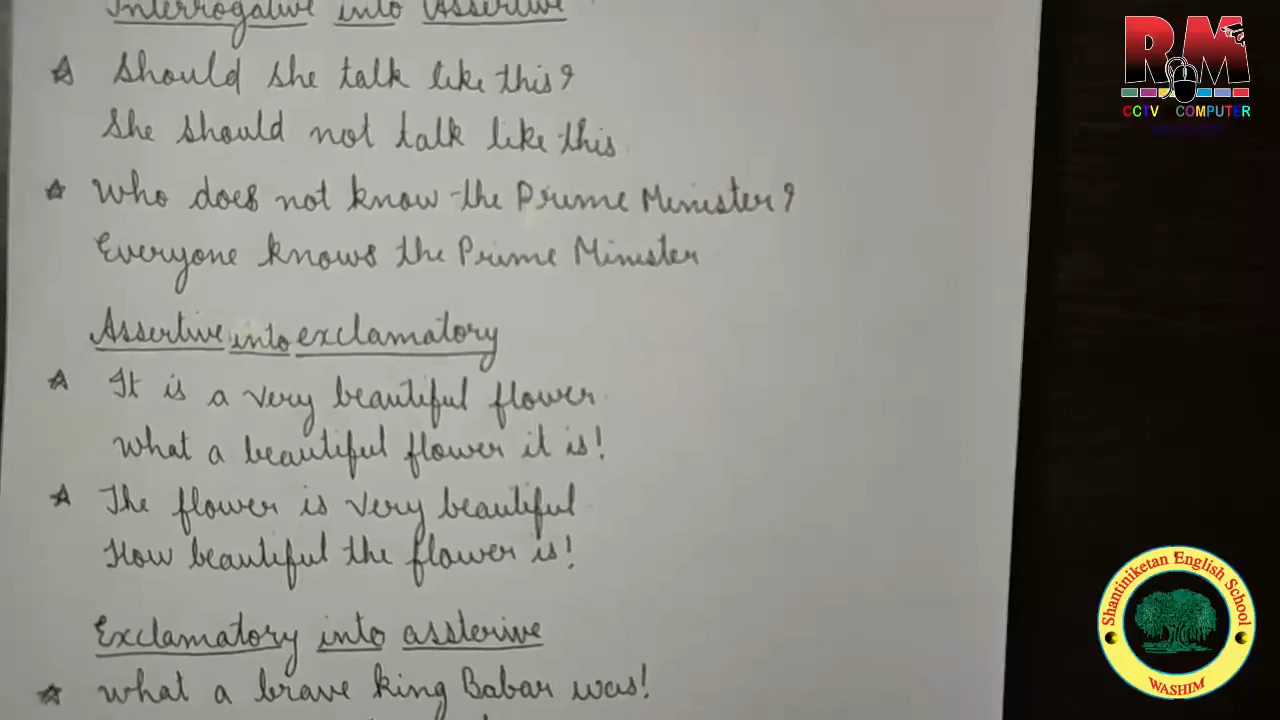 Interrogative into Assertive
☆ Should she talk like this?
She should not talk like this.
☆ Who does not know the Prime Minister?
Everyone knows the Prime Minister
Assertive into exclamatory
☆ It is a very beautiful flower.
What a beautiful flower it is!
☆ The flower is very beautiful
How beautiful the flower is!
Exclamatory into assterive
☆ what a brave king Babar was!
RM
CCTV COMPUTER
Shantiniketan English School
WASHIM